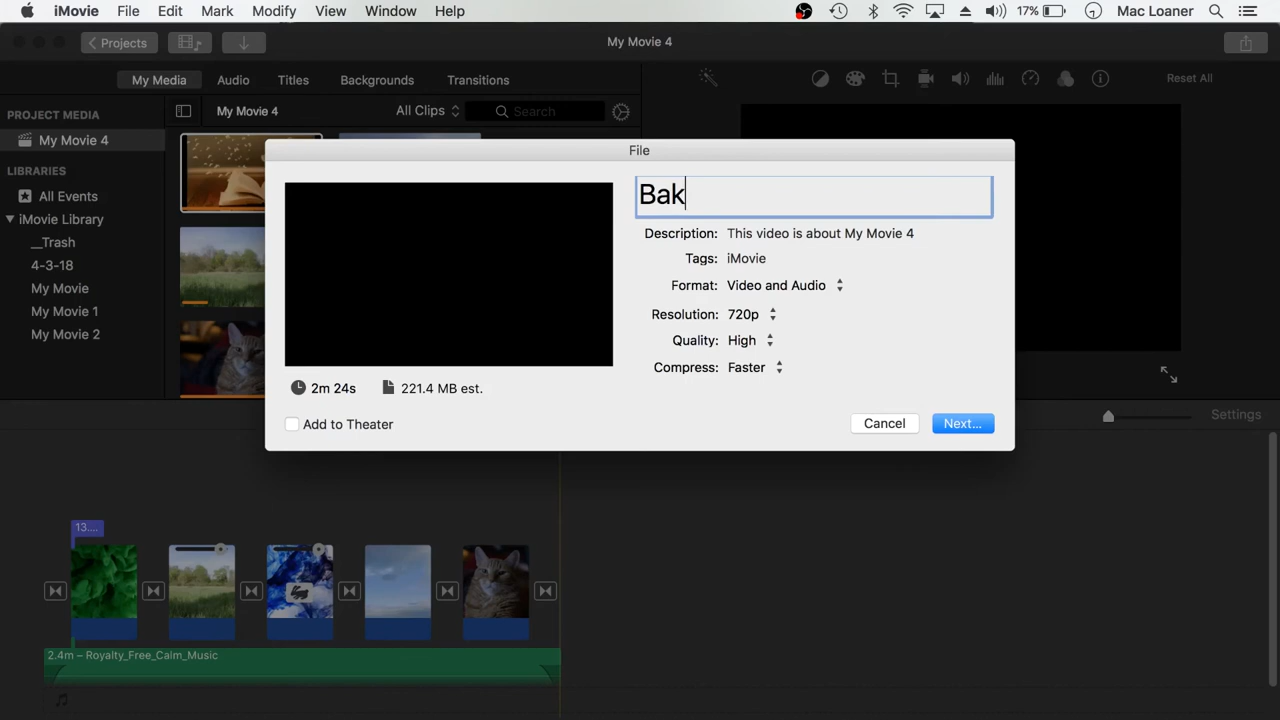 iMovie File Edit Mark Modify View Window Help 17% Mac Loaner
Projects My Movie 4
My Media Audio Titles Backgrounds Transitions Reset All
PROJECT MEDIA
My Movie 4
LIBRARIES
All Events
iMovie Library
__Trash
4-3-18
My Movie
My Movie 1
My Movie 2
My Movie 4 All Clips Search
File
Bak
Description: This video is about My Movie 4
Tags: iMovie
Format: Video and Audio
Resolution: 720p
Quality: High
Compress: Faster
2m 24s 221.4 MB est.
Add to Theater Cancel Next...
Settings
13....
2.4m – Royalty_Free_Calm_Music